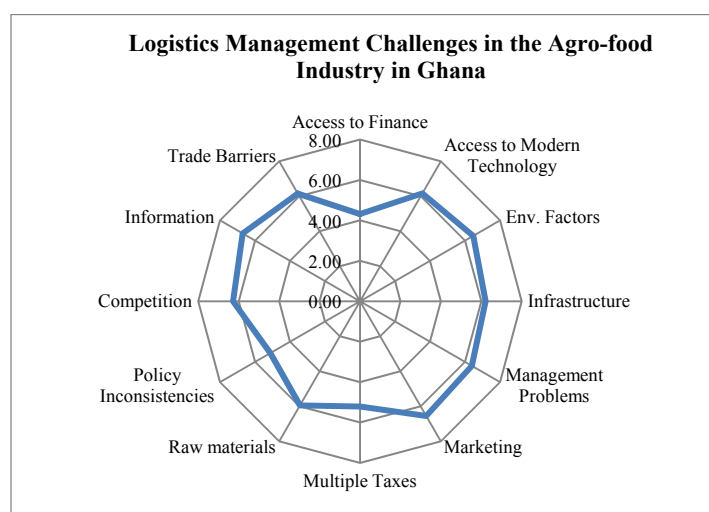 Logistics Management Challenges in the Agro-food
Industry in Ghana
Access to Finance
8.00
Access to Modern
Technology
Trade Barriers
6.00
Information
Env. Factors
4.00
2.00
Competition
0.00
Infrastructure
Policy
Inconsistencies
Management
Problems
Raw materials
Marketing
Multiple Taxes